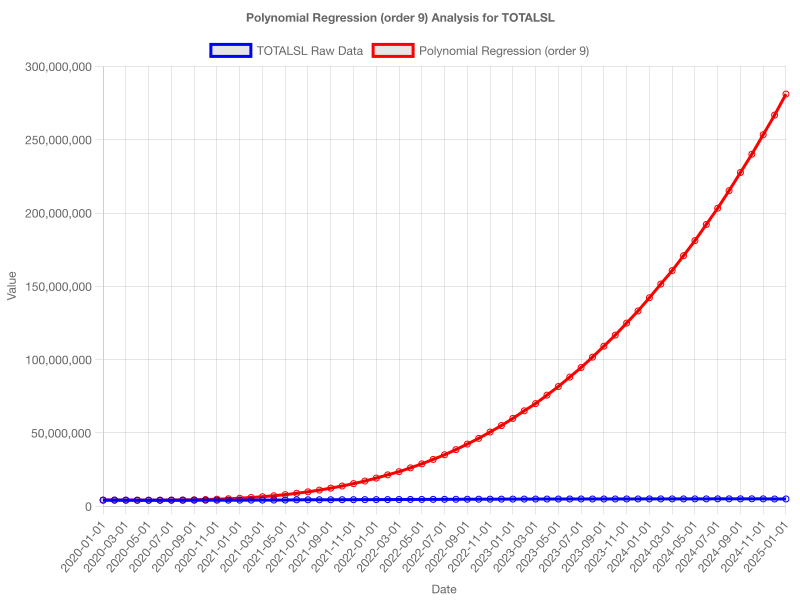 Polynomial Regression (order 9) Analysis for TOTALSL
TOTALSL Raw Data Polynomial Regression (order 9)
300,000,000
250,000,000
200,000,000
150,000,000
100,000,000
50,000,000
0
Value
2020-01-01 2020-03-01 2020-05-01 2020-07-01 2020-09-01 2020-11-01 2021-01-01 2021-03-01 2021-05-01 2021-07-01 2021-09-01 2021-11-01 2022-01-01 2022-03-01 2022-05-01 2022-07-01 2022-09-01 2022-11-01 2023-01-01 2023-03-01 2023-05-01 2023-07-01 2023-09-01 2023-11-01 2024-01-01 2024-03-01 2024-05-01 2024-07-01 2024-09-01 2024-11-01 2025-01-01
Date